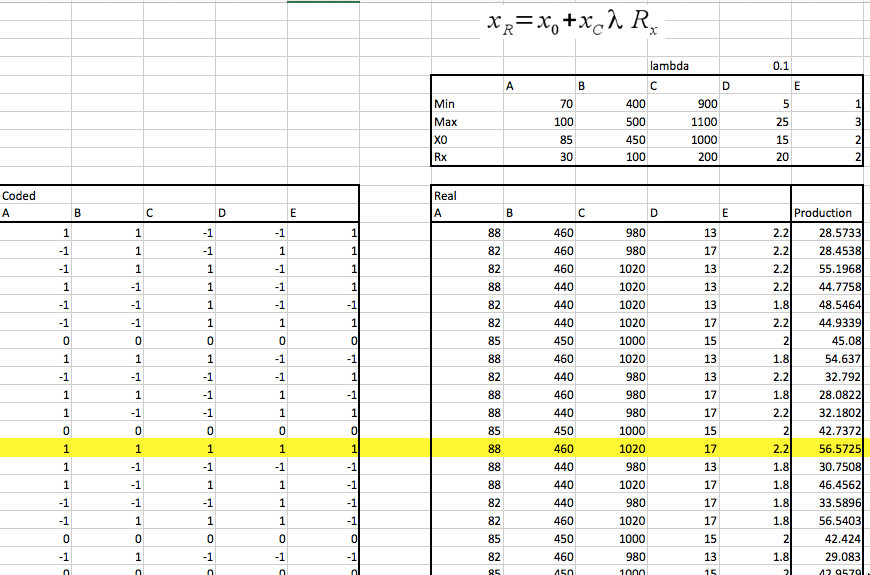 x_R = x_0 + x_C λ R_x
lambda 0.1
A B C D E
Min 70 400 900 5 1
Max 100 500 1100 25 3
X0 85 450 1000 15 2
Rx 30 100 200 20 2
Coded Real
A B C D E A B C D E Production
1 1 -1 -1 1 88 460 980 13 2.2 28.5733
-1 1 -1 1 1 82 460 980 17 2.2 28.4538
-1 1 1 -1 1 82 460 1020 13 2.2 55.1968
1 -1 1 -1 1 88 440 1020 13 2.2 44.7758
-1 -1 1 -1 -1 82 440 1020 13 1.8 48.5464
-1 -1 1 1 1 82 440 1020 17 2.2 44.9339
0 0 0 0 0 85 450 1000 15 2 45.08
1 1 1 -1 -1 88 460 1020 13 1.8 54.637
-1 -1 -1 -1 1 82 440 980 13 2.2 32.792
1 1 -1 1 -1 88 460 980 17 1.8 28.0822
1 -1 -1 1 1 88 440 980 17 2.2 32.1802
0 0 0 0 0 85 450 1000 15 2 42.7372
1 1 1 1 1 88 460 1020 17 2.2 56.5725
1 -1 -1 -1 -1 88 440 980 13 1.8 30.7508
1 -1 1 1 -1 88 440 1020 17 1.8 46.4562
-1 -1 -1 1 -1 82 440 980 17 1.8 33.5896
-1 1 1 1 -1 82 460 1020 17 1.8 56.5403
0 0 0 0 0 85 450 1000 15 2 42.424
-1 1 -1 -1 -1 82 460 980 13 1.8 29.083
0 0 0 0 0 85 450 1000 15 2 42.9579